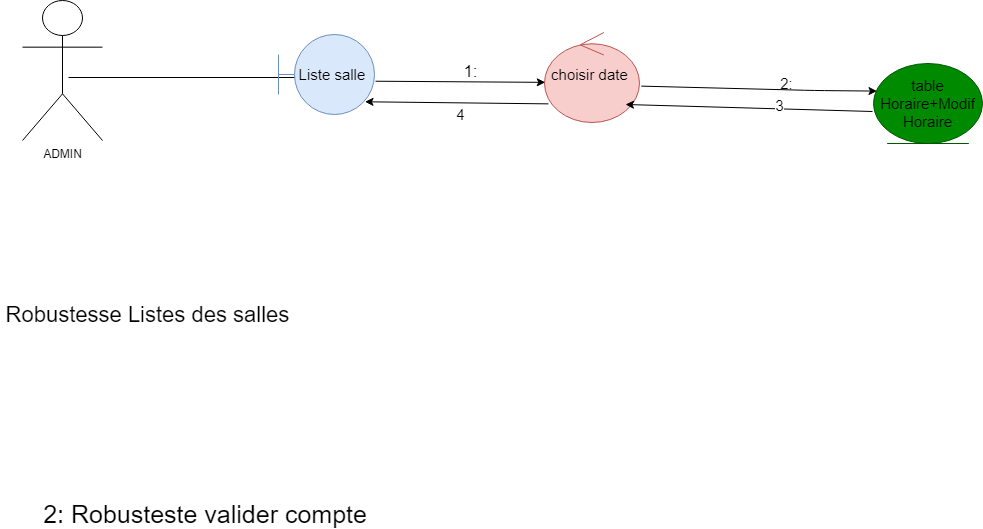 Liste salle
1:
choisir date
2:
table
Horaire+Modif
Horaire
3
4
ADMIN
Robustesse Listes des salles
2: Robusteste valider compte